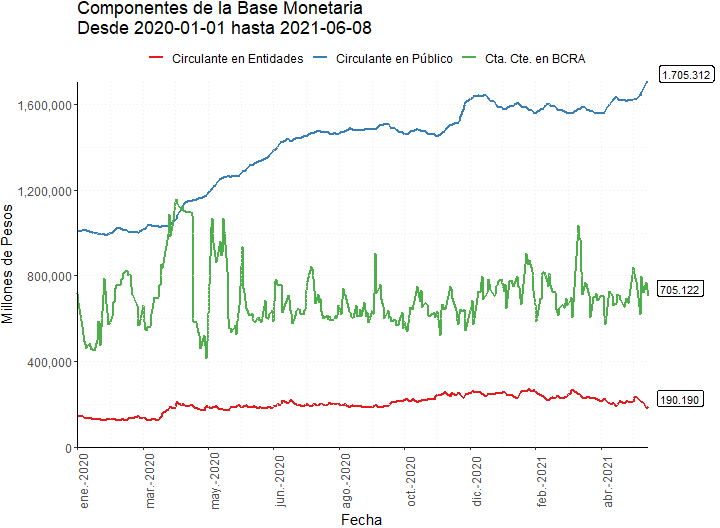 Componentes de la Base Monetaria
Desde 2020-01-01 hasta 2021-06-08
Circulante en Entidades
Circulante en Público
Cta. Cte. en BCRA
Millones de Pesos
1,600,000
1,200,000
800,000
400,000
0
1.705.312
705.122
190.190
ene.-2020
mar.-2020
may.-2020
jun.-2020
ago.-2020
oct.-2020
dic.-2020
feb.-2021
abr.-2021
Fecha